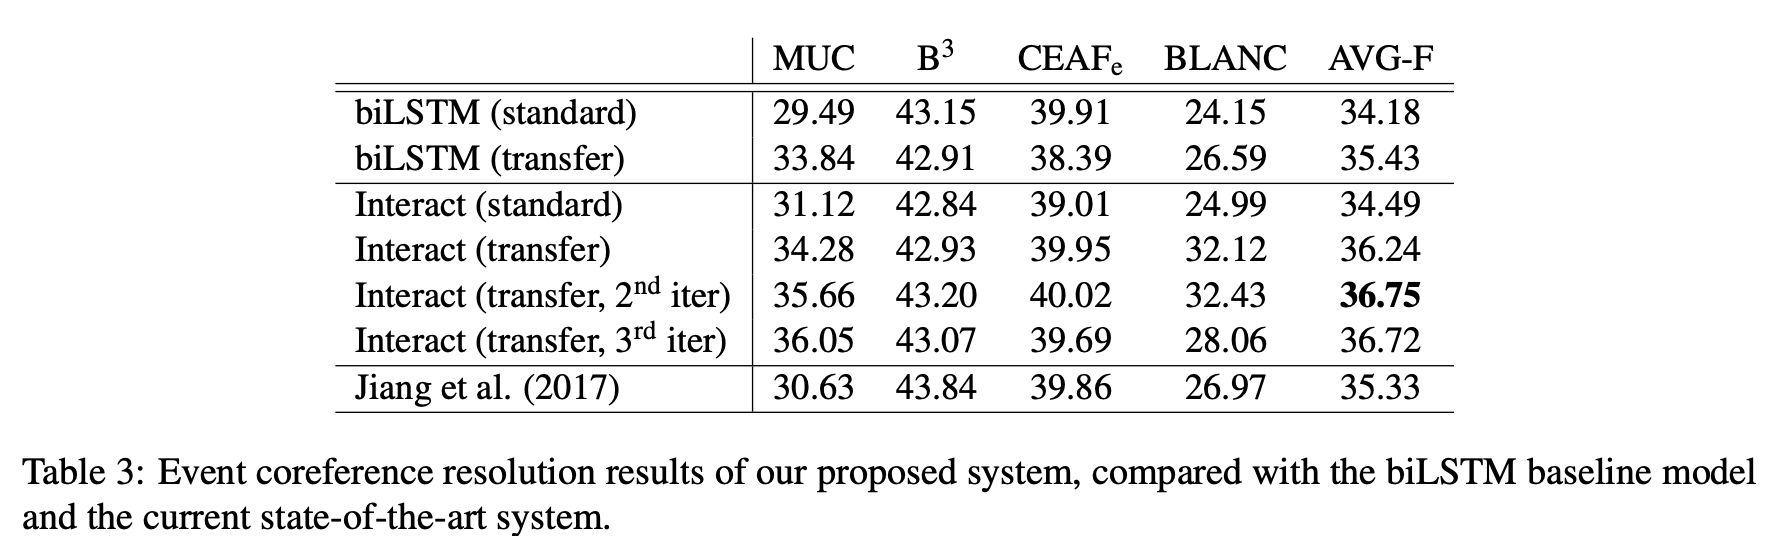 MUC B³ CEAFₑ BLANC AVG-F
biLSTM (standard) 29.49 43.15 39.91 24.15 34.18
biLSTM (transfer) 33.84 42.91 38.39 26.59 35.43
Interact (standard) 31.12 42.84 39.01 24.99 34.49
Interact (transfer) 34.28 42.93 39.95 32.12 36.24
Interact (transfer, 2ⁿᵈ iter) 35.66 43.20 40.02 32.43 36.75
Interact (transfer, 3ʳᵈ iter) 36.05 43.07 39.69 28.06 36.72
Jiang et al. (2017) 30.63 43.84 39.86 26.97 35.33
Table 3: Event coreference resolution results of our proposed system, compared with the biLSTM baseline model
and the current state-of-the-art system.